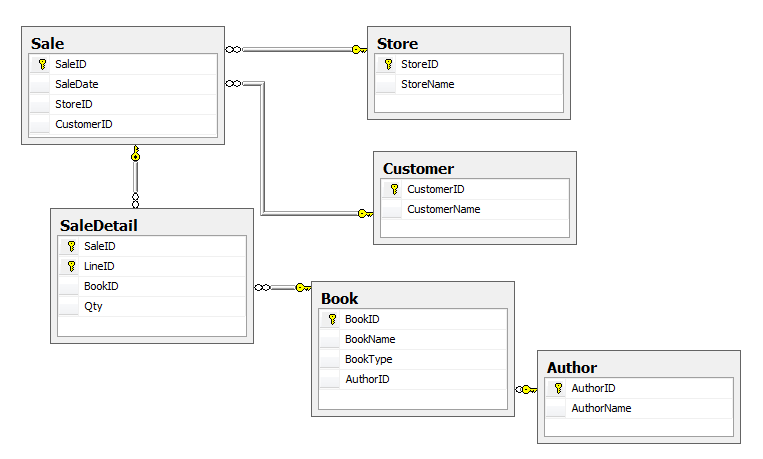 Sale
SaleID
SaleDate
StoreID
CustomerID
Store
StoreID
StoreName
Customer
CustomerID
CustomerName
SaleDetail
SaleID
LineID
BookID
Qty
Book
BookID
BookName
BookType
AuthorID
Author
AuthorID
AuthorName